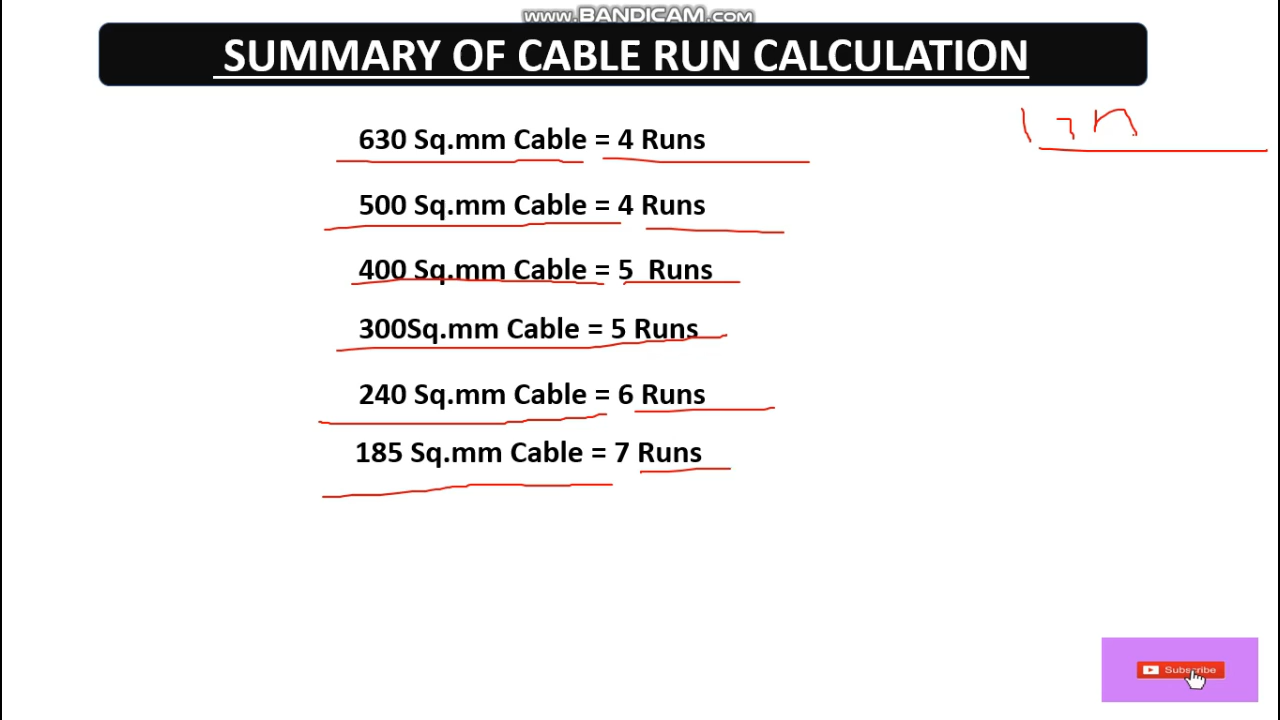 www.BANDICAM.com
SUMMARY OF CABLE RUN CALCULATION
630 Sq.mm Cable = 4 Runs
500 Sq.mm Cable = 4 Runs
400 Sq.mm Cable = 5 Runs
300Sq.mm Cable = 5 Runs
240 Sq.mm Cable = 6 Runs
185 Sq.mm Cable = 7 Runs
Subscribe